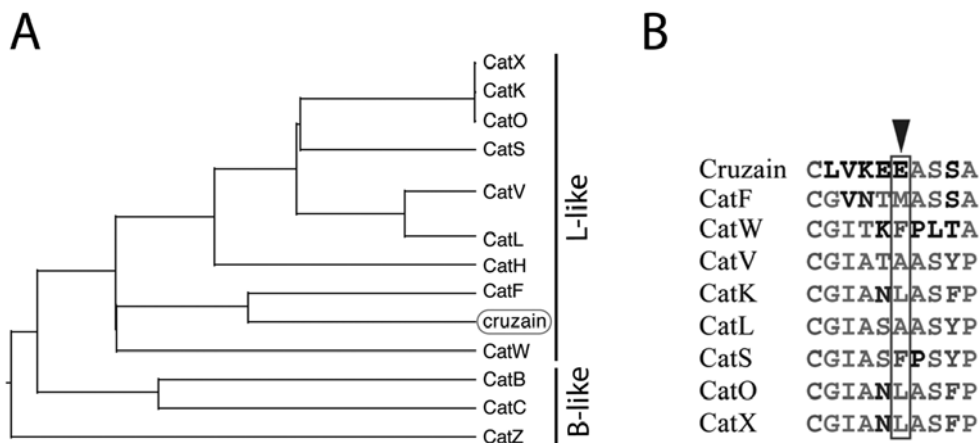 A
CatX
CatK
CatO
CatS
CatV
CatL
CatH
CatF
cruzain
CatW
CatB
CatC
CatZ
L-like
B-like
B
Cruzain CLVKEEASSA
CatF CGVNTMASSA
CatW CGITKFPLTA
CatV CGIATAASYP
CatK CGIANLASFP
CatL CGIASAASYP
CatS CGIASFPSYP
CatO CGIANLASFP
CatX CGIANLASFP